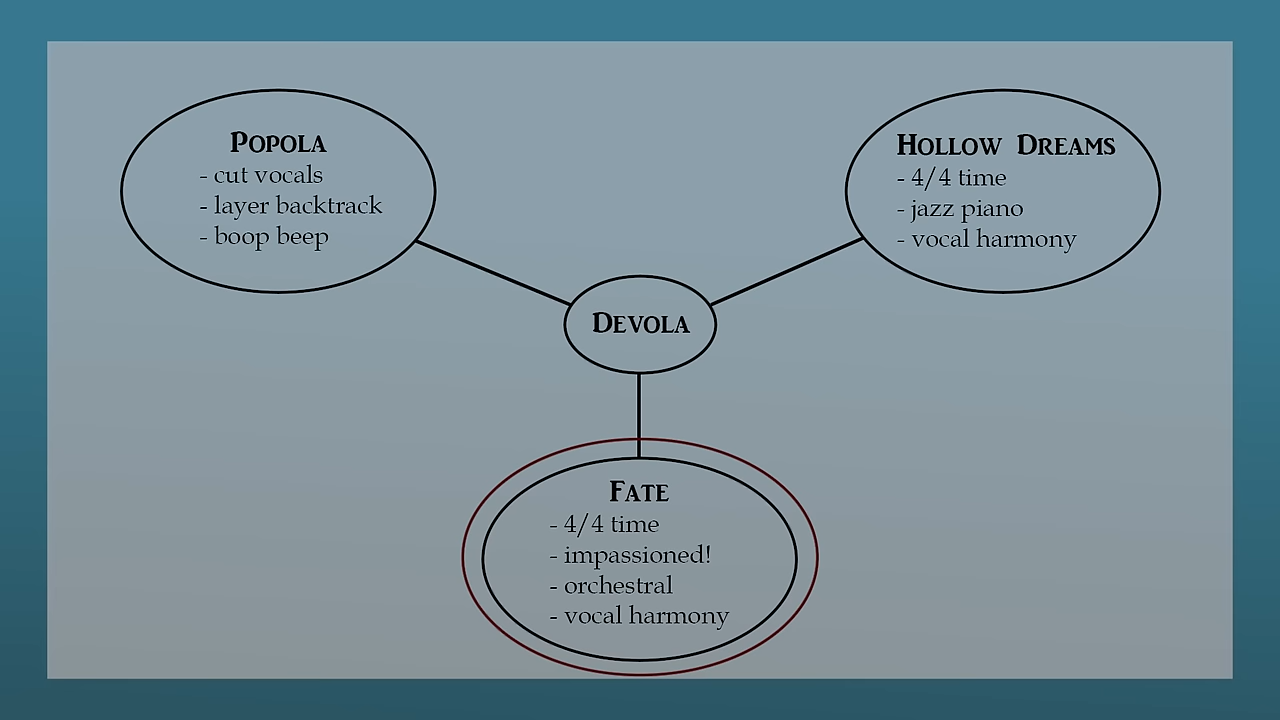 Popola
- cut vocals
- layer backtrack
- boop beep
Hollow Dreams
- 4/4 time
- jazz piano
- vocal harmony
Devola
Fate
- 4/4 time
- impassioned!
- orchestral
- vocal harmony